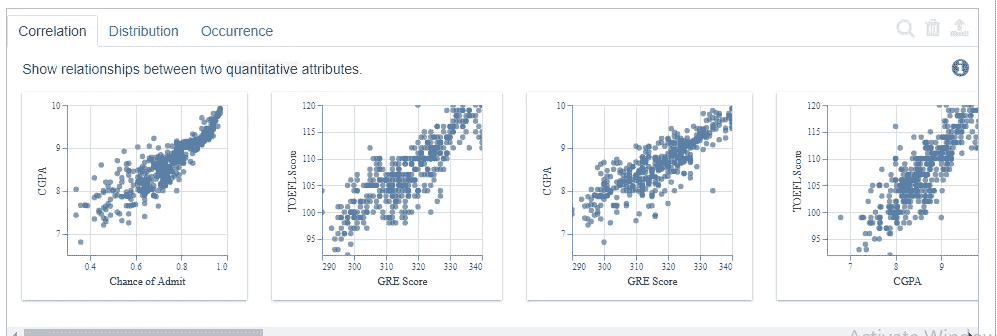 Correlation Distribution Occurrence
Show relationships between two quantitative attributes.
10
9
8
7
CGPA
0.4 0.6 0.8 1.0
Chance of Admit
120
115
110
105
100
95
TOEFL Score
290 300 310 320 330 340
GRE Score
10
9
8
7
CGPA
290 300 310 320 330 340
GRE Score
120
115
110
105
100
95
TOEFL Score
7 8 9
CGPA